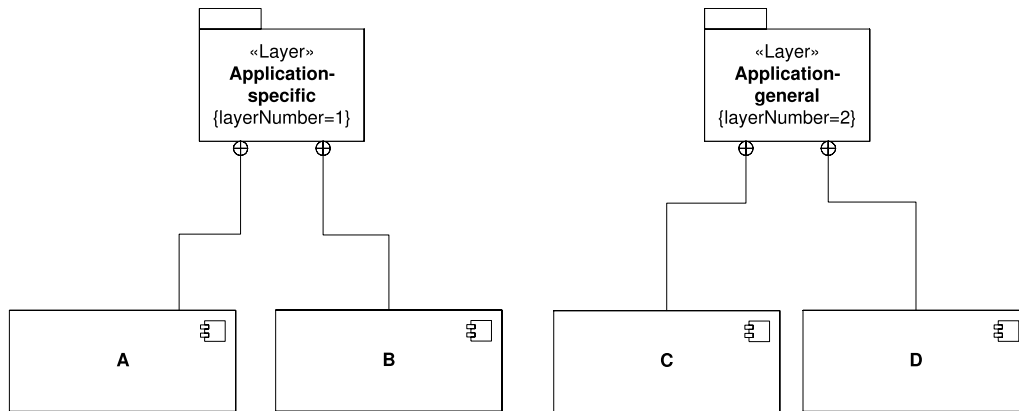 «Layer»
Application-
specific
{layerNumber=1}
«Layer»
Application-
general
{layerNumber=2}
A
B
C
D